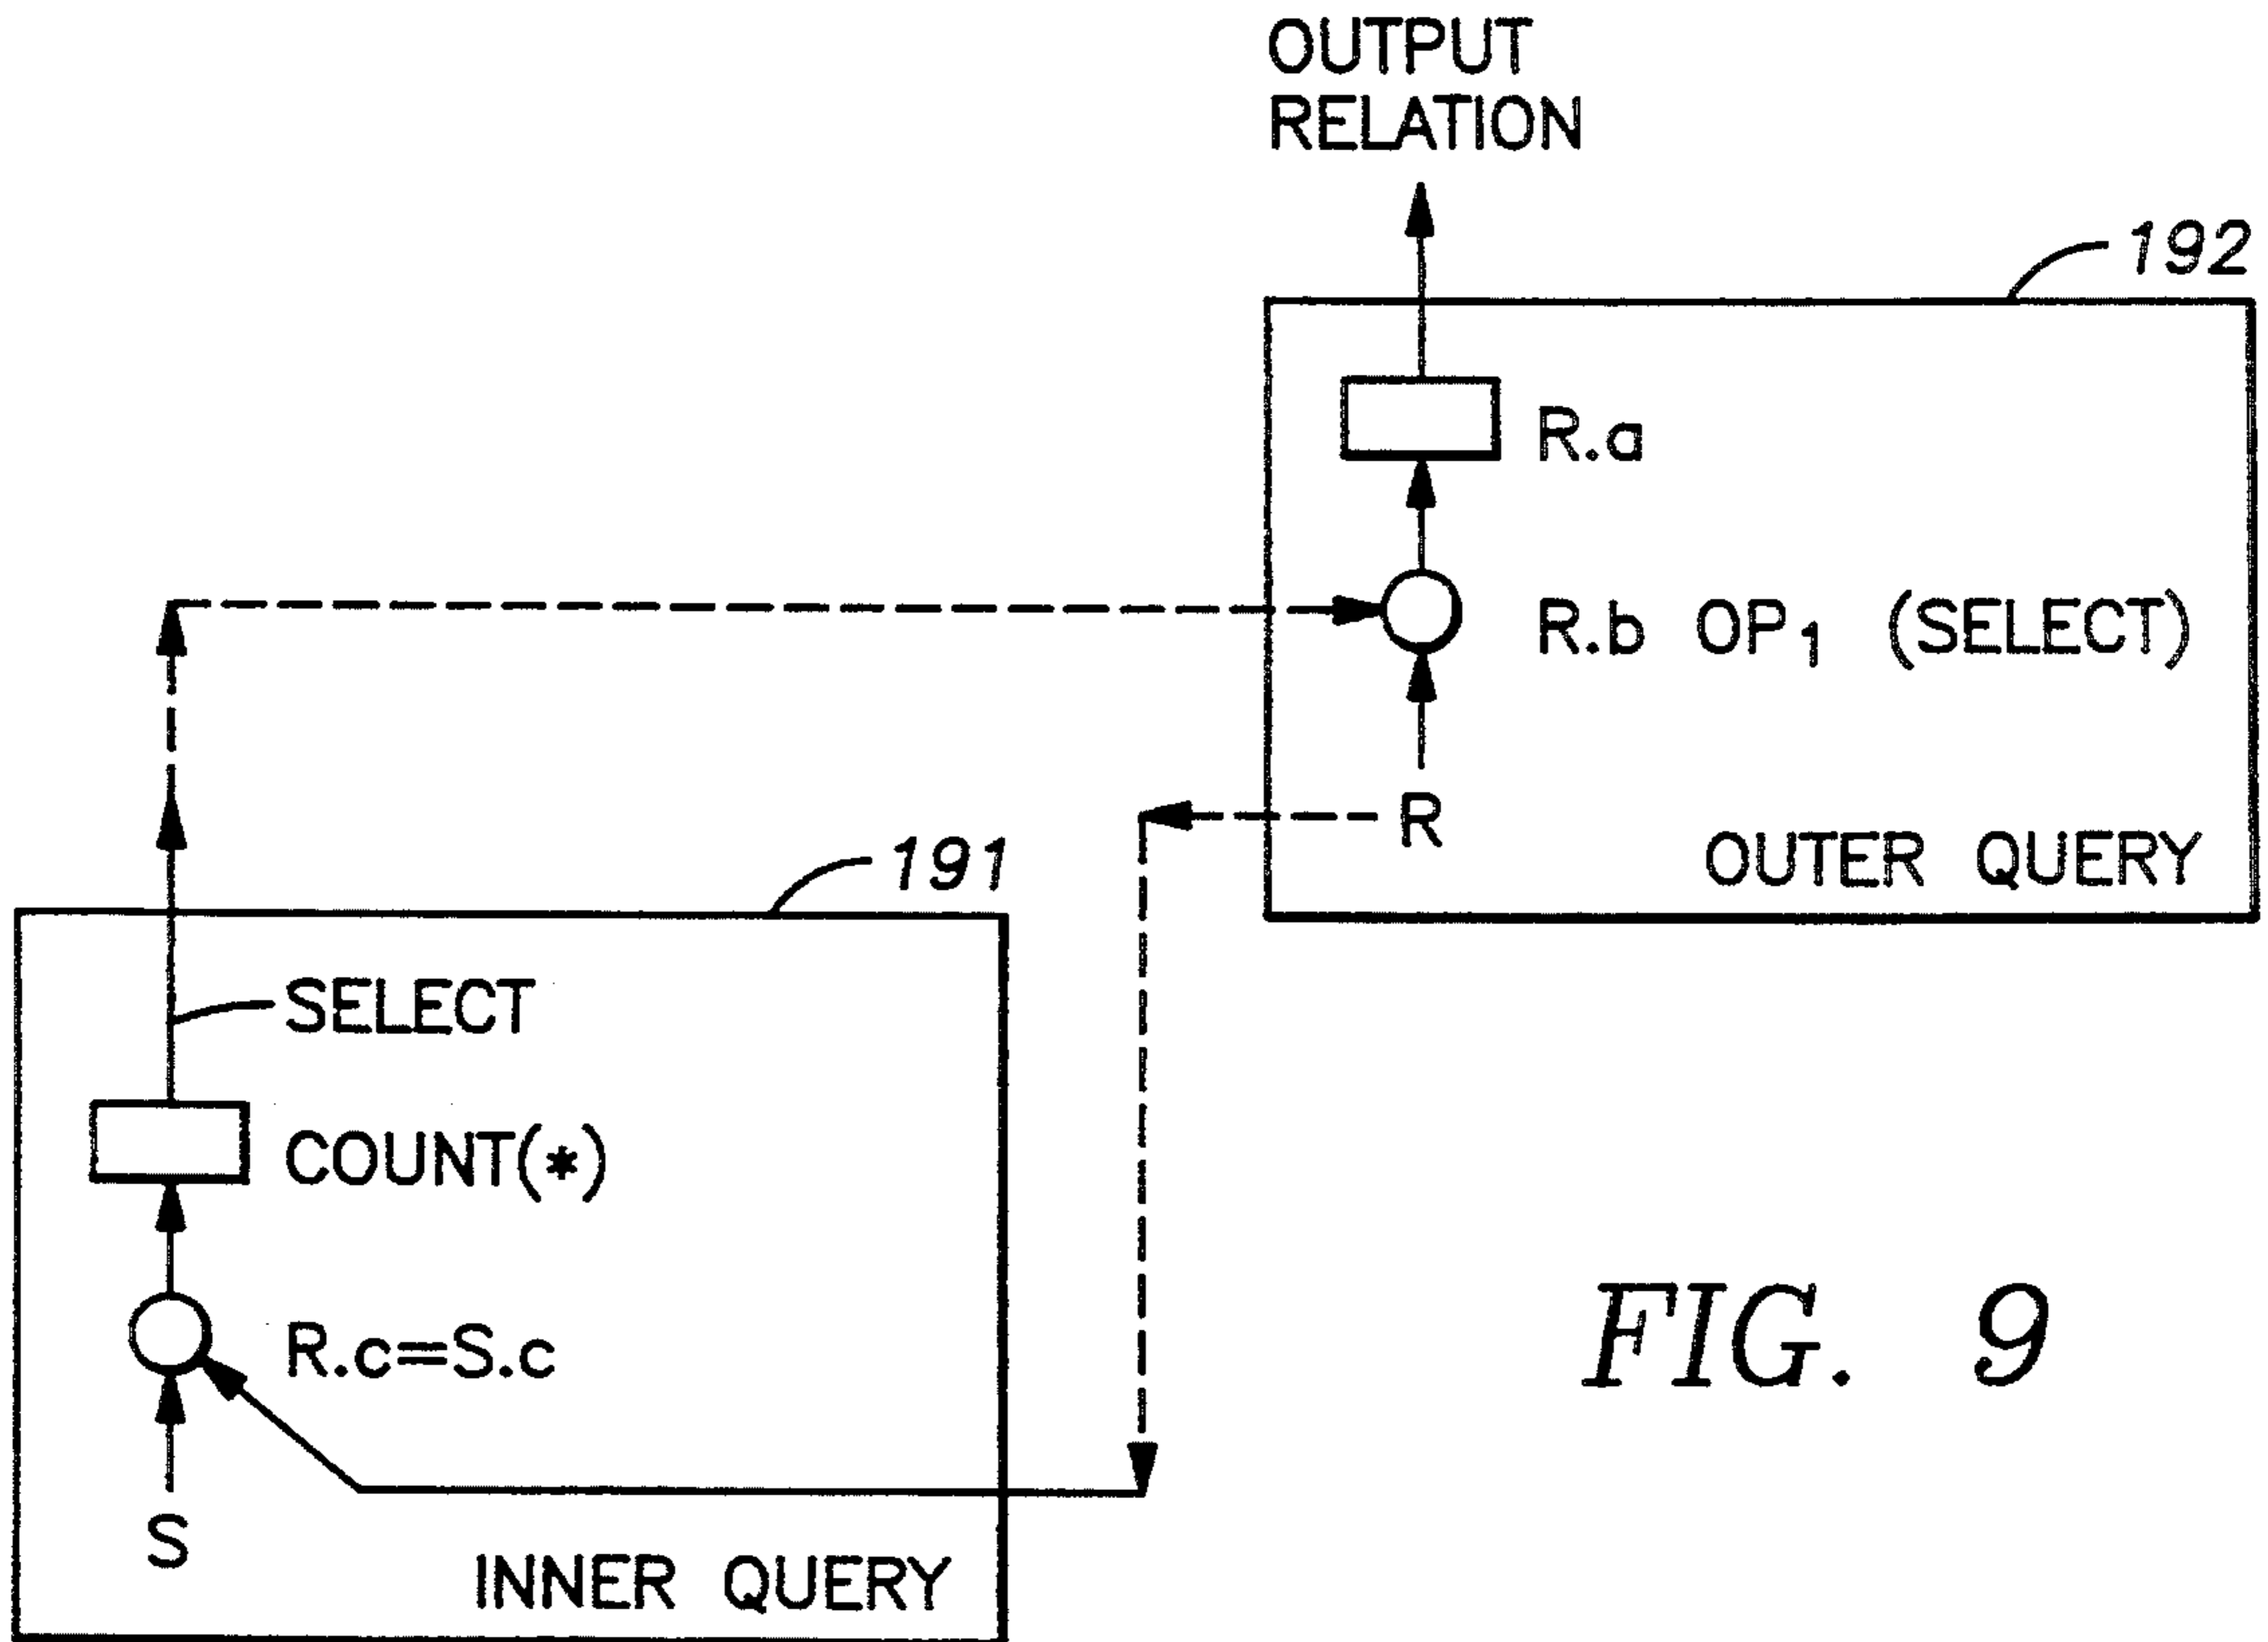 OUTPUT
RELATION
192
R.a
R.b OP₁ (SELECT)
R
OUTER QUERY
191
SELECT
COUNT(*)
R.c=S.c
S
INNER QUERY
FIG. 9